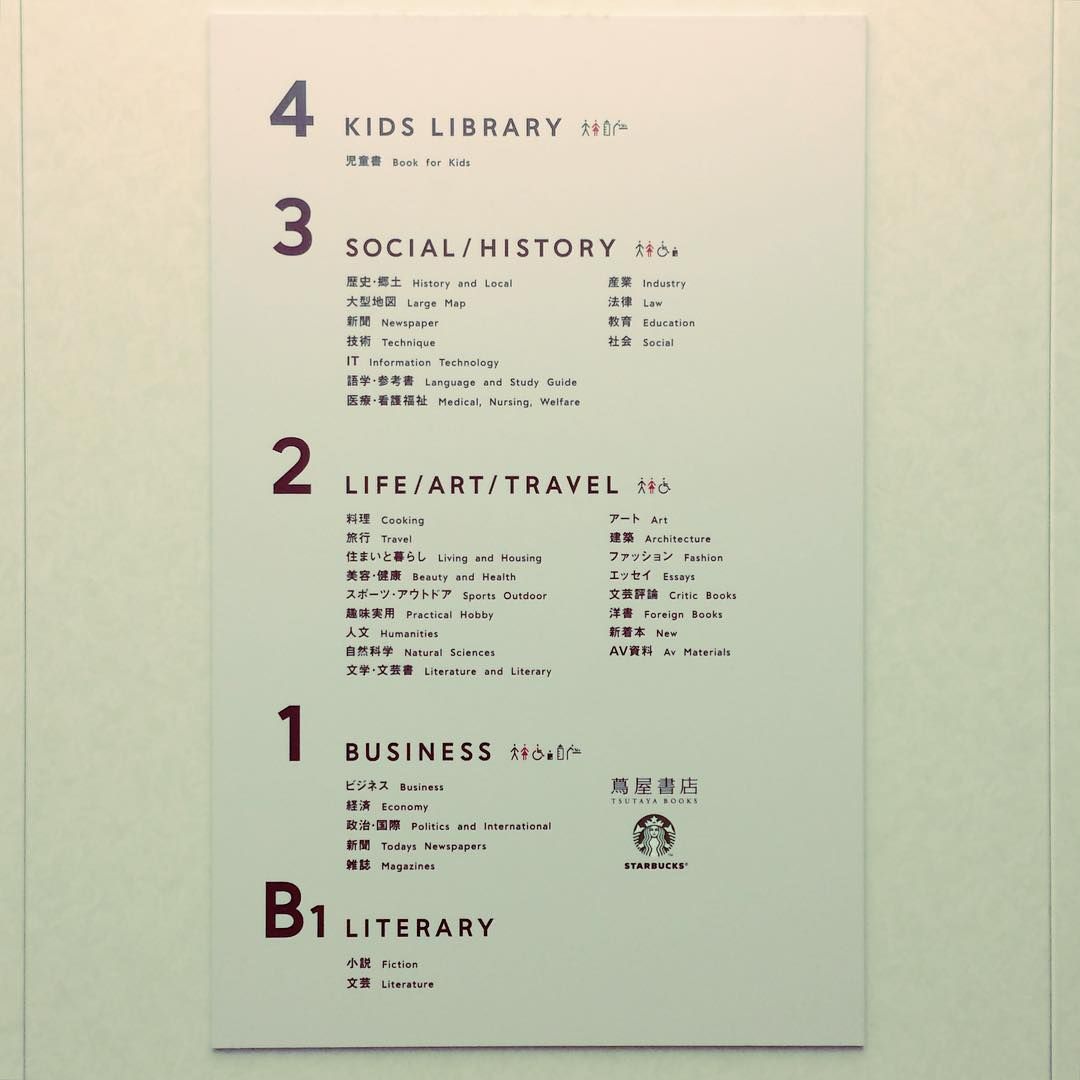 4 KIDS LIBRARY
児童書 Book for Kids
3 SOCIAL/HISTORY
歴史・郷土 History and Local
大型地図 Large Map
新聞 Newspaper
技術 Technique
IT Information Technology
語学・参考書 Language and Study Guide
医療・看護福祉 Medical, Nursing, Welfare
産業 Industry
法律 Law
教育 Education
社会 Social
2 LIFE/ART/TRAVEL
料理 Cooking
旅行 Travel
住まいと暮らし Living and Housing
美容・健康 Beauty and Health
スポーツ・アウトドア Sports Outdoor
趣味実用 Practical Hobby
人文 Humanities
自然科学 Natural Sciences
文学・文芸書 Literature and Literary
アート Art
建築 Architecture
ファッション Fashion
エッセイ Essays
文芸評論 Critic Books
洋書 Foreign Books
新着本 New
AV資料 Av Materials
1 BUSINESS
ビジネス Business
経済 Economy
政治・国際 Politics and International
新聞 Todays Newspapers
雑誌 Magazines
蔦屋書店
TSUTAYA BOOKS
STARBUCKS®
B1 LITERARY
小説 Fiction
文芸 Literature